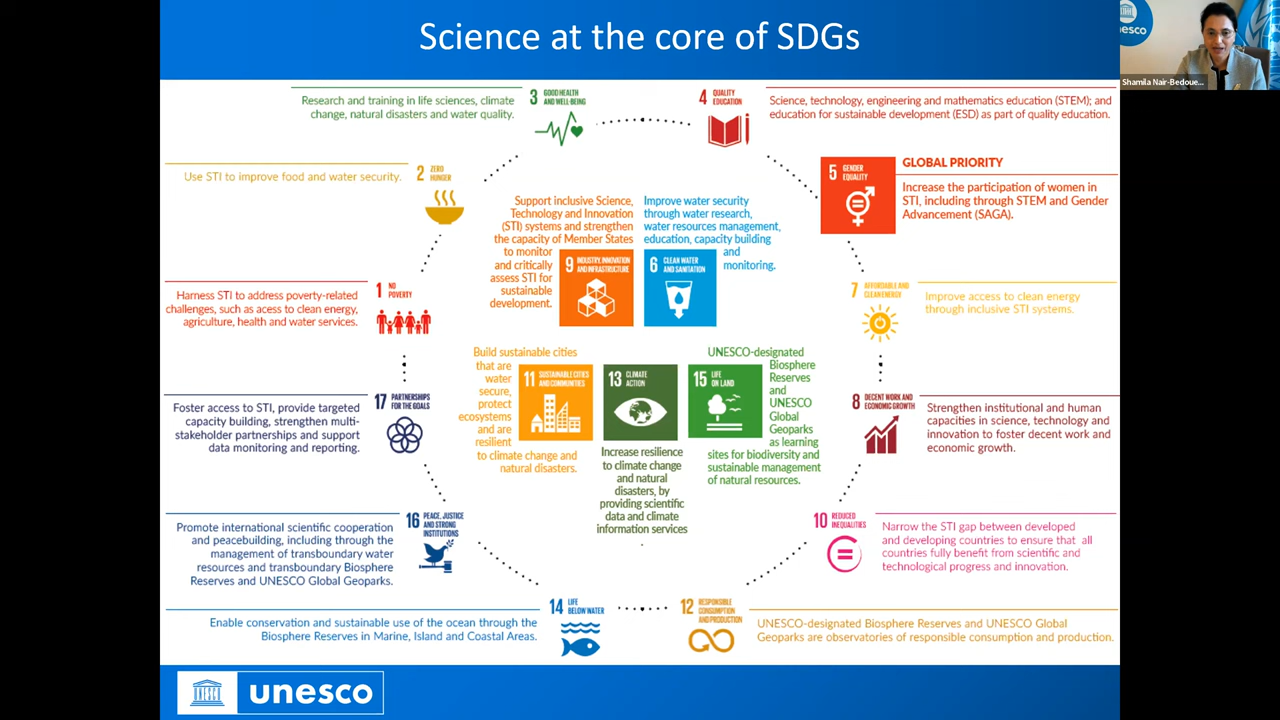 Science at the core of SDGs
unesco
Shamila Nair-Bedoue...
3 GOOD HEALTH
AND WELL-BEING
Research and training in life sciences, climate
change, natural disasters and water quality.
4 QUALITY
EDUCATION
Science, technology, engineering and mathematics education (STEM); and
education for sustainable development (ESD) as part of quality education.
2 ZERO
HUNGER
Use STI to improve food and water security.
5 GENDER
EQUALITY
GLOBAL PRIORITY
Increase the participation of women in
STI, including through STEM and Gender
Advancement (SAGA).
Support inclusive Science,
Technology and Innovation
(STI) systems and strengthen
the capacity of Member States
to monitor
and critically
assess STI for
sustainable
development.
9 INDUSTRY, INNOVATION
AND INFRASTRUCTURE
Improve water security
through water research,
water resources management,
education, capacity building
and
monitoring.
6 CLEAN WATER
AND SANITATION
1 NO
POVERTY
Harness STI to address poverty-related
challenges, such as acess to clean energy,
agriculture, health and water services.
7 AFFORDABLE AND
CLEAN ENERGY
Improve access to clean energy
through inclusive STI systems.
Build sustainable cities
that are
water
secure,
protect
ecosystems
and are
resilient
to climate change and
natural disasters.
11 SUSTAINABLE CITIES
AND COMMUNITIES
13 CLIMATE
ACTION
Increase resilience
to climate change
and natural
disasters, by
providing scientific
data and climate
information services
15 LIFE
ON LAND
UNESCO-designated
Biosphere
Reserves
and
UNESCO
Global
Geoparks
as learning
sites for biodiversity and
sustainable management
of natural resources.
17 PARTNERSHIPS
FOR THE GOALS
Foster access to STI, provide targeted
capacity building, strengthen multi-
stakeholder partnerships and support
data monitoring and reporting.
8 DECENT WORK AND
ECONOMIC GROWTH
Strengthen institutional and human
capacities in science, technology and
innovation to foster decent work and
economic growth.
16 PEACE, JUSTICE
AND STRONG
INSTITUTIONS
Promote international scientific cooperation
and peacebuilding, including through the
management of transboundary water
resources and transboundary Biosphere
Reserves and UNESCO Global Geoparks.
10 REDUCED
INEQUALITIES
Narrow the STI gap between developed
and developing countries to ensure that all
countries fully benefit from scientific and
technological progress and innovation.
14 LIFE
BELOW WATER
Enable conservation and sustainable use of the ocean through the
Biosphere Reserves in Marine, Island and Coastal Areas.
12 RESPONSIBLE
CONSUMPTION
AND PRODUCTION
UNESCO-designated Biosphere Reserves and UNESCO Global
Geoparks are observatories of responsible consumption and production.
unesco